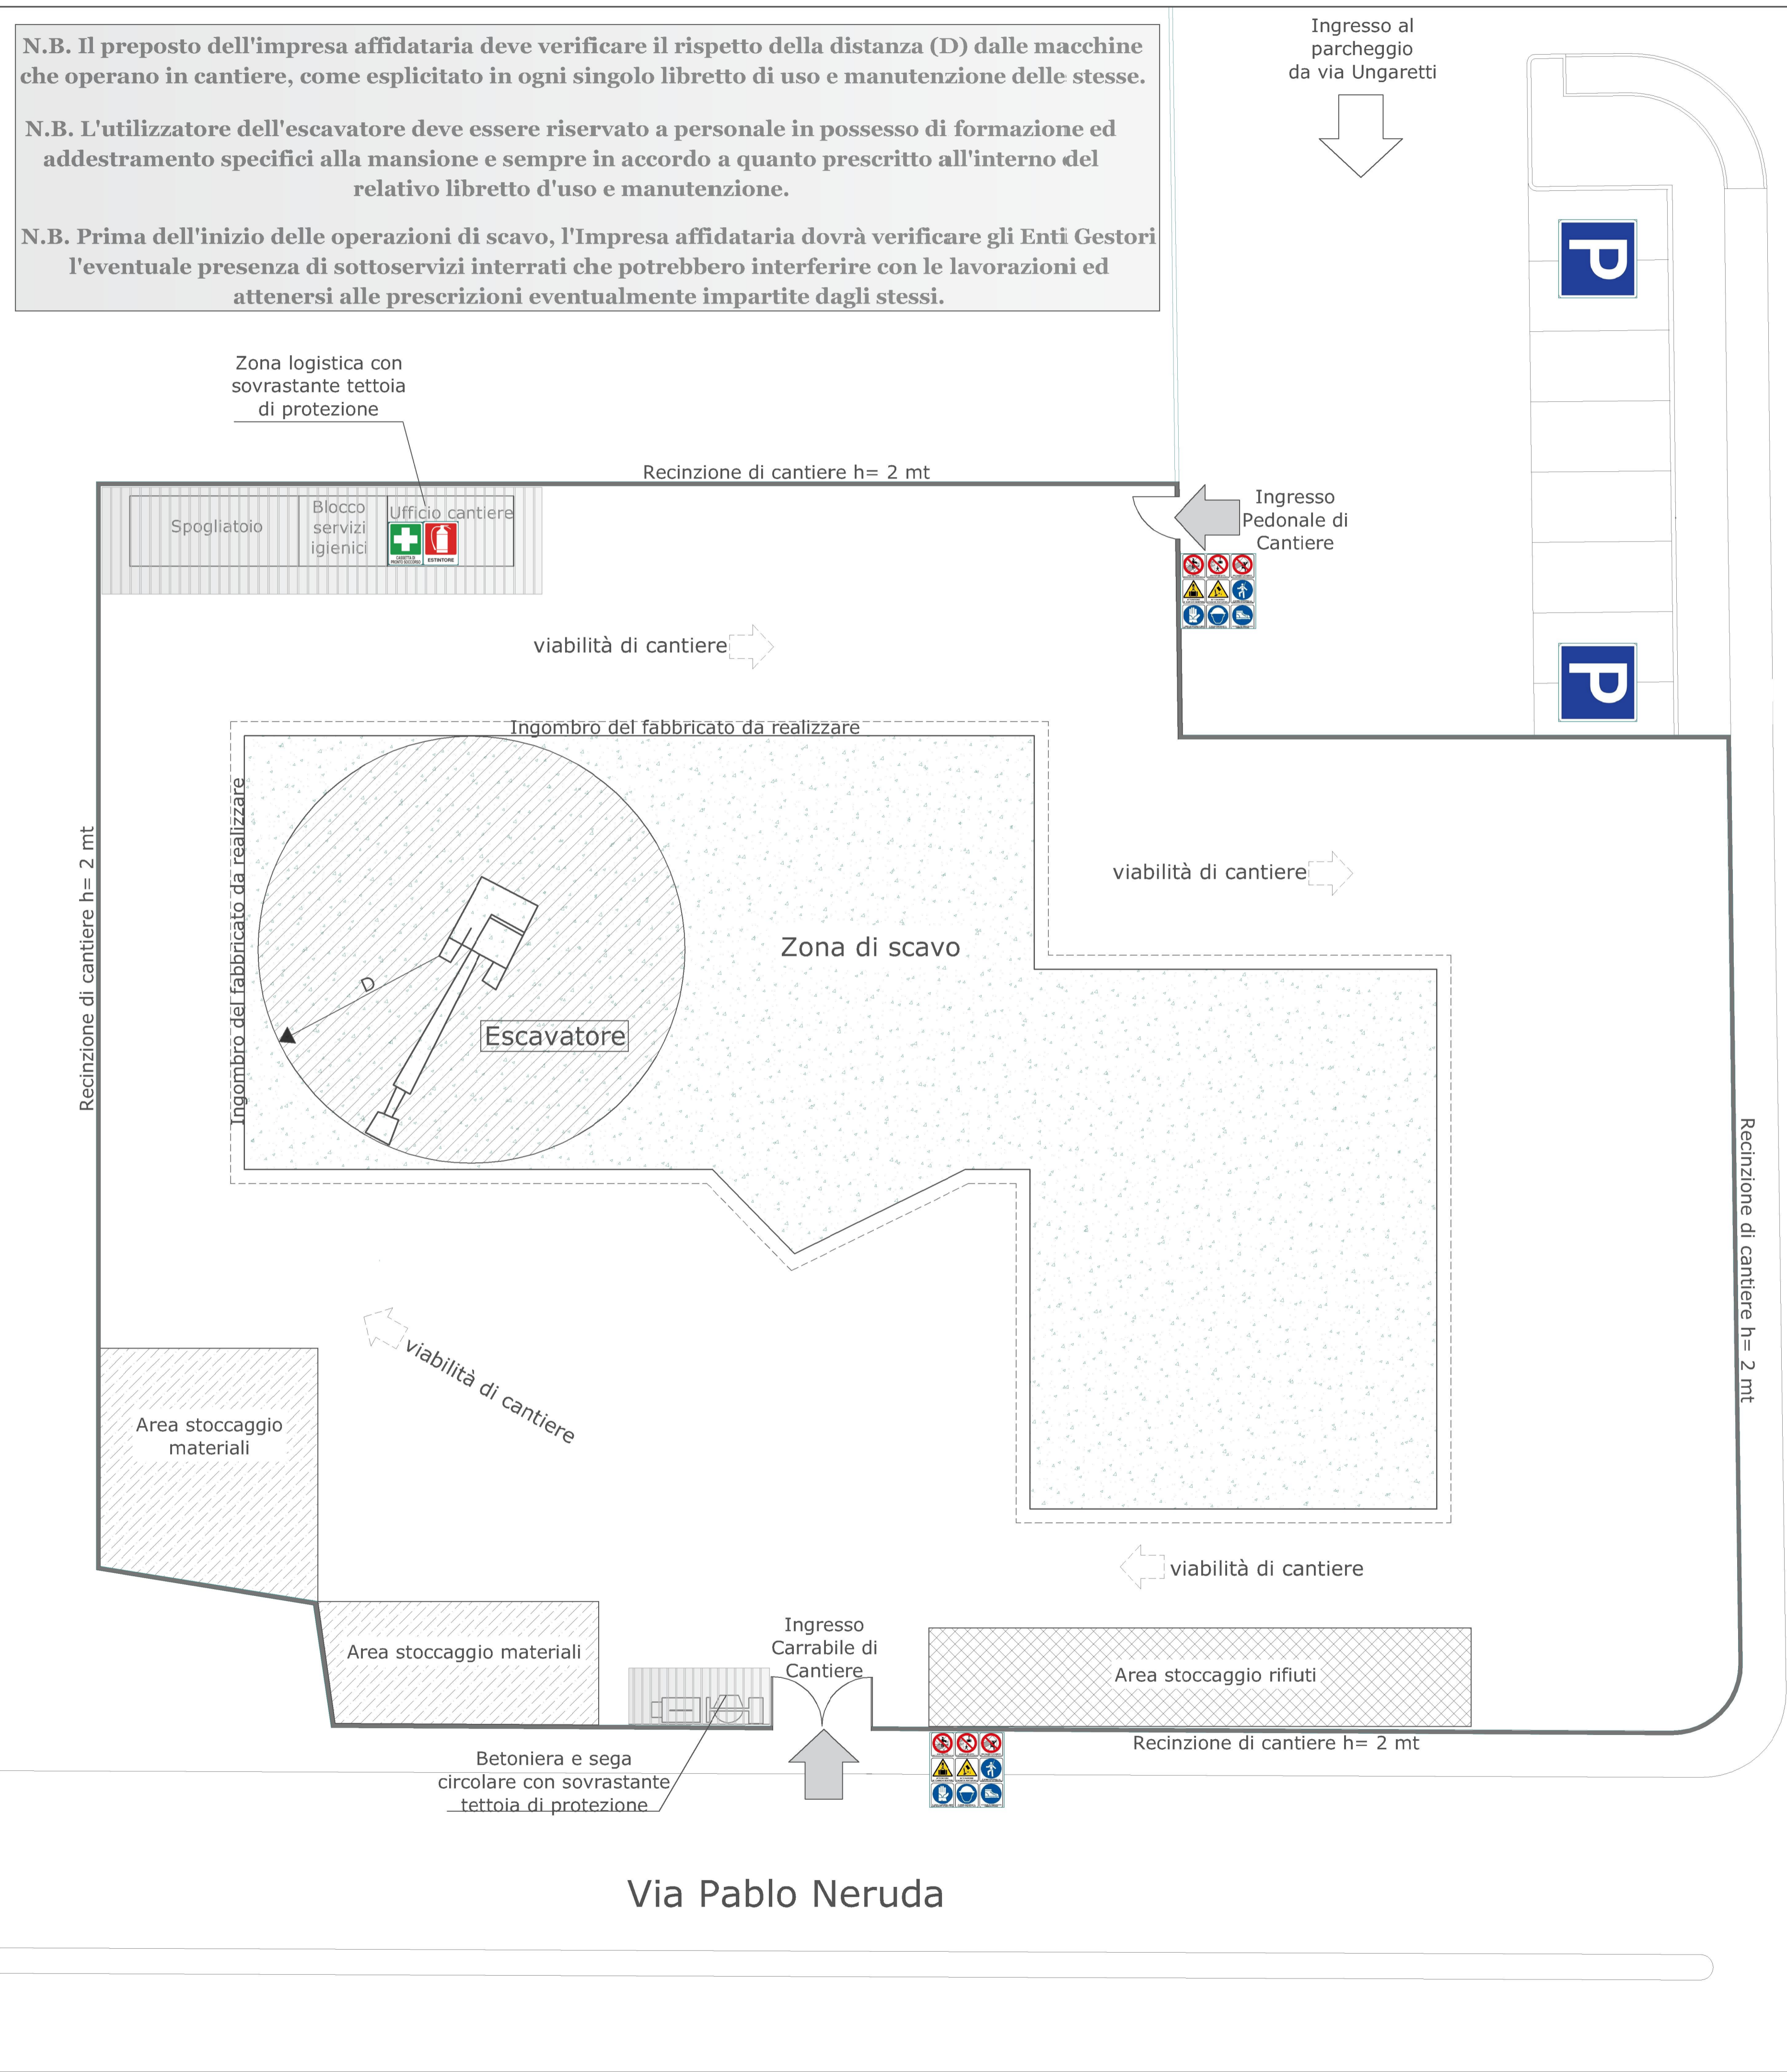 N.B. Il preposto dell'impresa affidataria deve verificare il rispetto della distanza (D) dalle macchine
che operano in cantiere, come esplicitato in ogni singolo libretto di uso e manutenzione delle stesse.
N.B. L'utilizzatore dell'escavatore deve essere riservato a personale in possesso di formazione ed
addestramento specifici alla mansione e sempre in accordo a quanto prescritto all'interno del
relativo libretto d'uso e manutenzione.
N.B. Prima dell'inizio delle operazioni di scavo, l'Impresa affidataria dovrà verificare gli Enti Gestori
l'eventuale presenza di sottoservizi interrati che potrebbero interferire con le lavorazioni ed
attenersi alle prescrizioni eventualmente impartite dagli stessi.
Ingresso al
parcheggio
da via Ungaretti
P
P
Zona logistica con
sovrastante tettoia
di protezione
Recinzione di cantiere h= 2 mt
Spogliatoio
Blocco
servizi
igienici
Ufficio cantiere
CASSETTA DI
PRONTO SOCCORSO
ESTINTORE
Ingresso
Pedonale di
Cantiere
viabilità di cantiere
Ingombro del fabbricato da realizzare
Ingombro del fabbricato da realizzare
Recinzione di cantiere h= 2 mt
viabilità di cantiere
Zona di scavo
D
Escavatore
Recinzione di cantiere h= 2 mt
viabilità di cantiere
Area stoccaggio
materiali
viabilità di cantiere
Area stoccaggio materiali
Ingresso
Carrabile di
Cantiere
Area stoccaggio rifiuti
Recinzione di cantiere h= 2 mt
Betoniera e sega
circolare con sovrastante
tettoia di protezione
Via Pablo Neruda